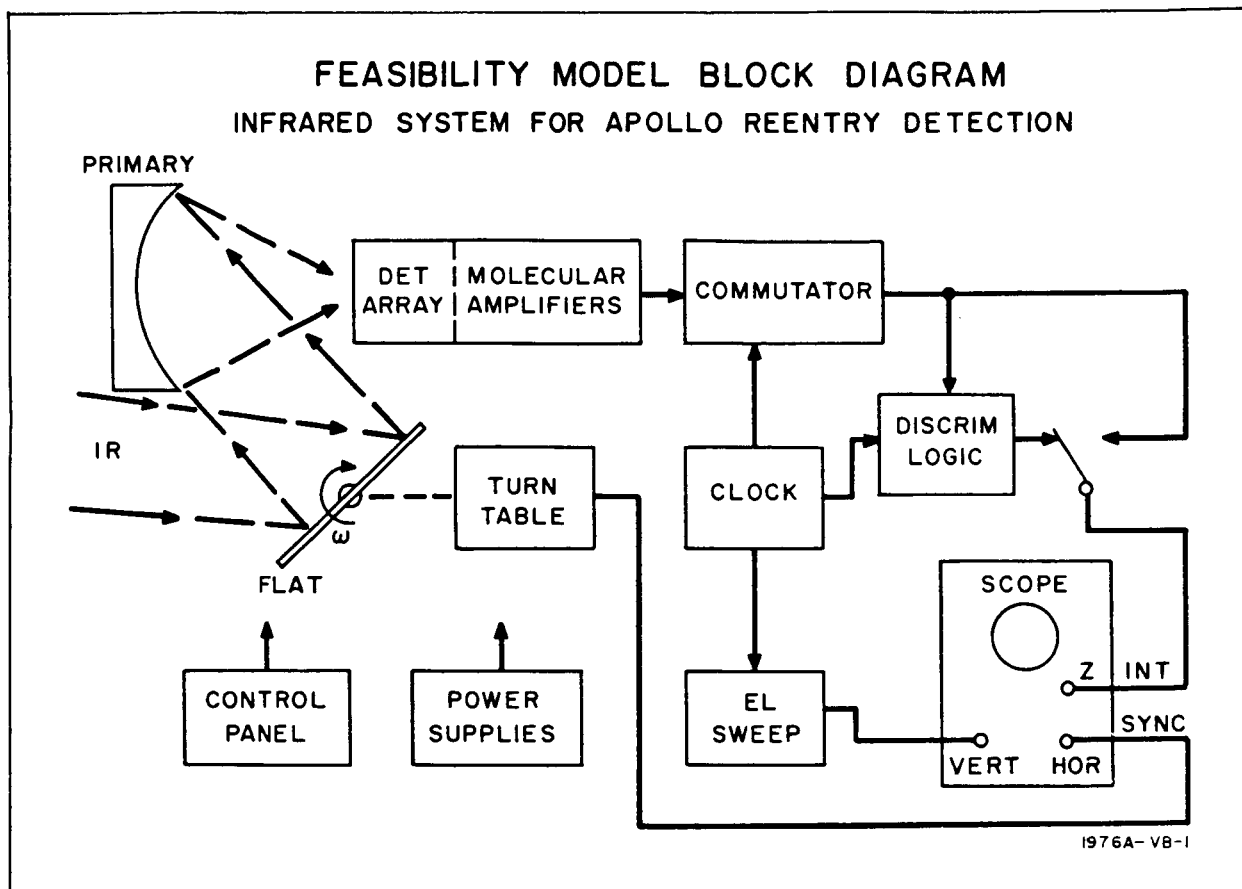 FEASIBILITY MODEL BLOCK DIAGRAM
INFRARED SYSTEM FOR APOLLO REENTRY DETECTION
PRIMARY
DET
ARRAY
MOLECULAR
AMPLIFIERS
COMMUTATOR
IR
DISCRIM
LOGIC
TURN
TABLE
CLOCK
ω
FLAT
SCOPE
Z INT
SYNC
VERT HOR
CONTROL
PANEL
POWER
SUPPLIES
EL
SWEEP
1976A-VB-1